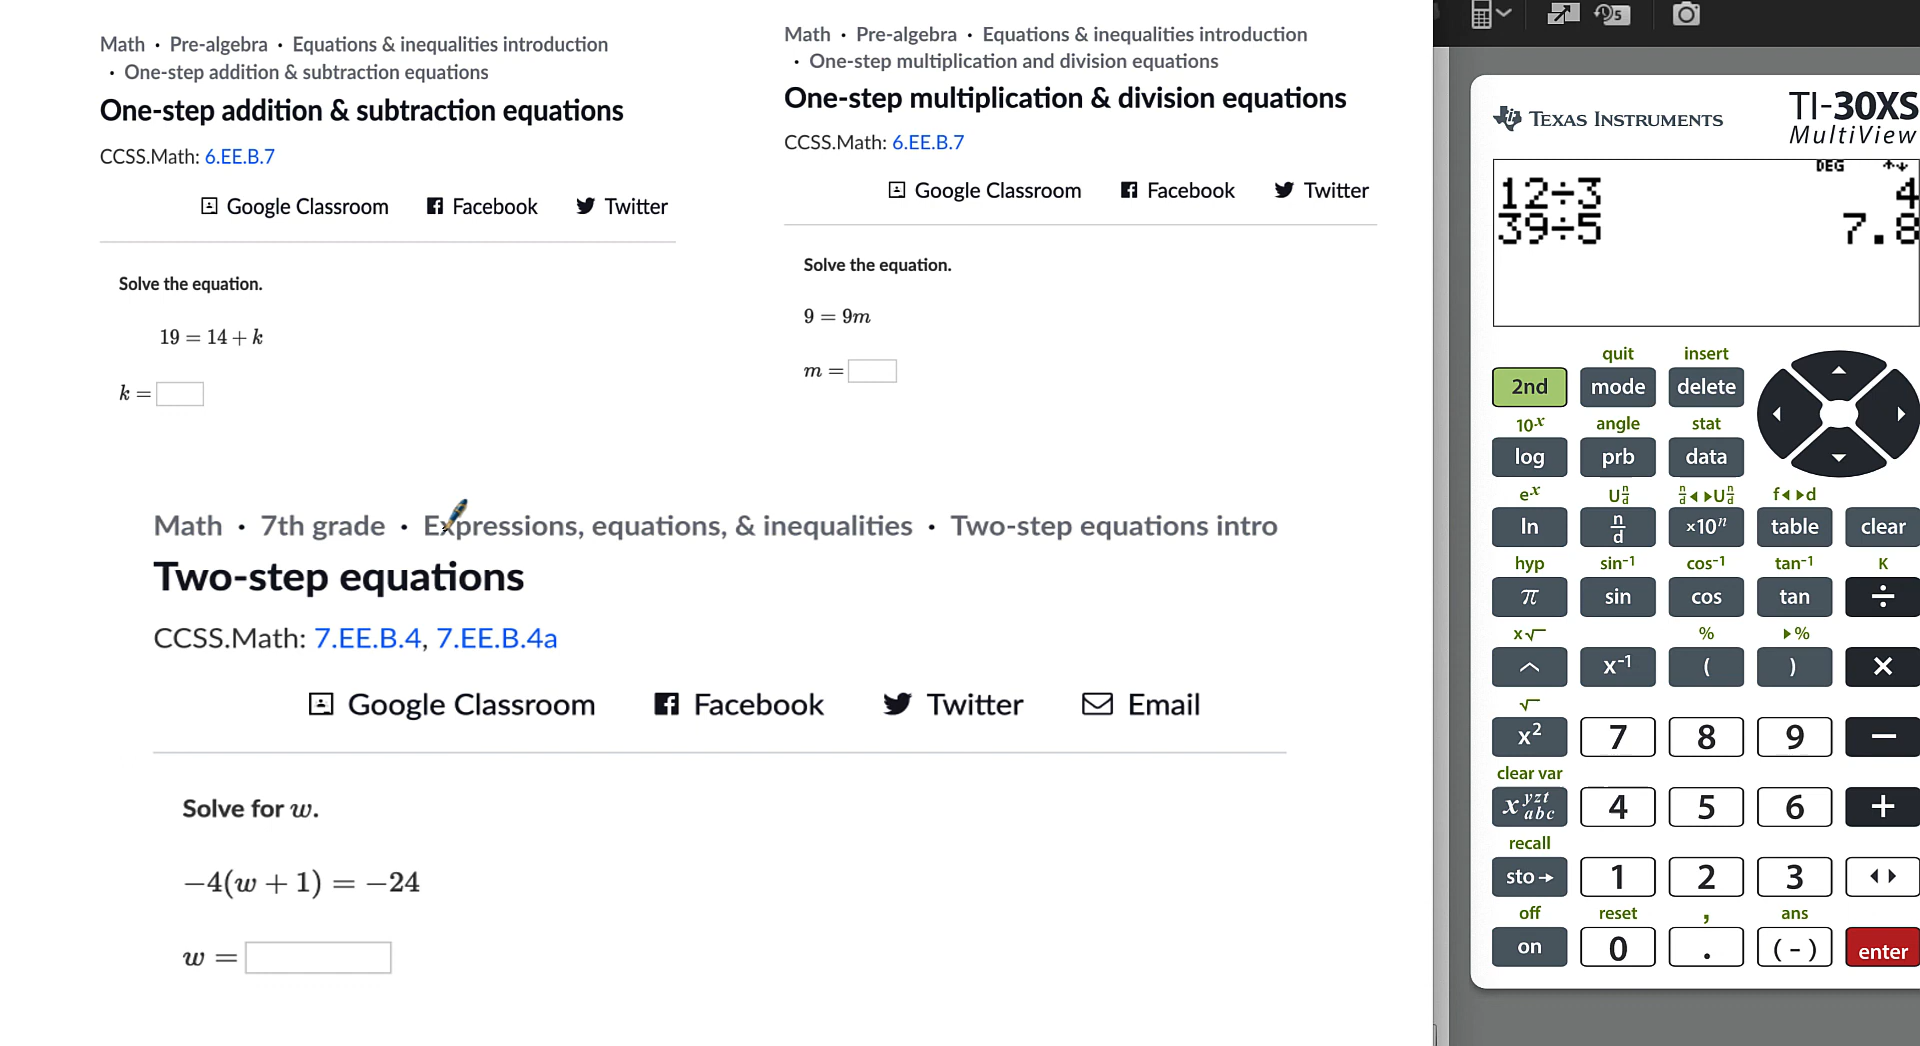 Math · Pre-algebra · Equations & inequalities introduction
· One-step addition & subtraction equations
One-step addition & subtraction equations
CCSS.Math: 6.EE.B.7
Google Classroom Facebook Twitter
Solve the equation.
19 = 14 + k
k =
Math · Pre-algebra · Equations & inequalities introduction
· One-step multiplication and division equations
One-step multiplication & division equations
CCSS.Math: 6.EE.B.7
Google Classroom Facebook Twitter
Solve the equation.
9 = 9m
m =
Math · 7th grade · Expressions, equations, & inequalities · Two-step equations intro
Two-step equations
CCSS.Math: 7.EE.B.4, 7.EE.B.4a
Google Classroom Facebook Twitter Email
Solve for w.
−4(w + 1) = −24
w =
5
TEXAS INSTRUMENTS TI-30XS
MultiView
DEG
12÷3 4
39÷5 7.8
quit insert
2nd mode delete
10^x angle stat
log prb data
e^x U n/d n/d ◂ ▸ U n/d f ◂ ▸ d
ln n/d ×10^n table clear
hyp sin⁻¹ cos⁻¹ tan⁻¹ K
π sin cos tan ÷
x√ % ▸%
^ x⁻¹ ( ) ×
√
x² 7 8 9 −
clear var
x yzt abc 4 5 6 +
recall
sto→ 1 2 3 ◂ ▸
off reset , ans
on 0 . (-) enter